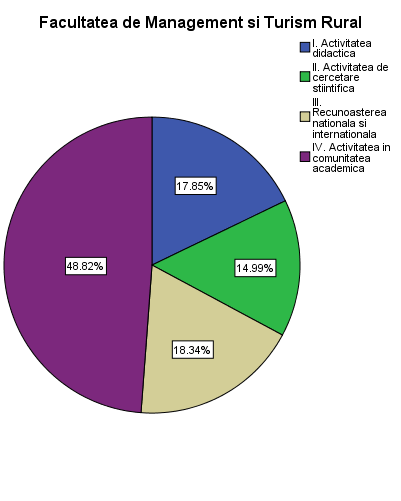 Facultatea de Management si Turism Rural
I. Activitatea
didactica
II. Activitatea de
cercetare
stiintifica
III.
Recunoasterea
nationala si
internationala
IV. Activitatea in
comunitatea
academica
17.85%
14.99%
18.34%
48.82%